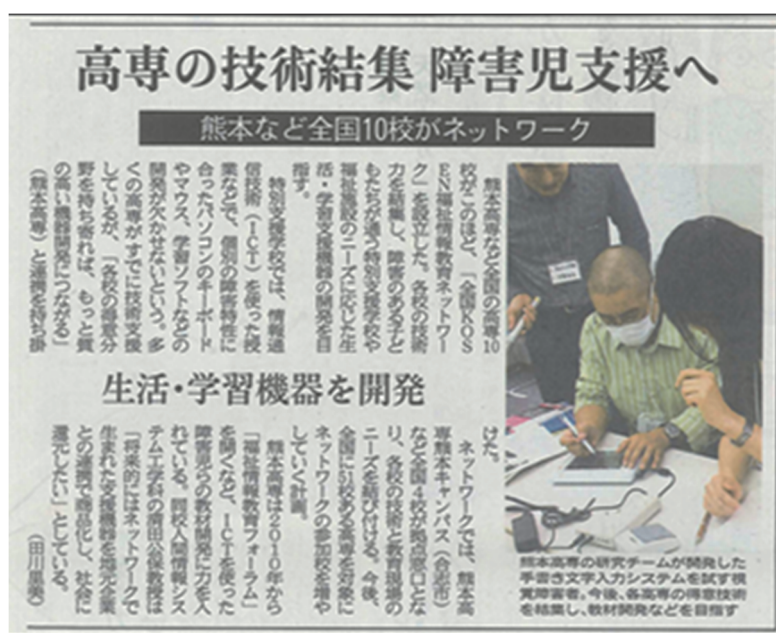 高専の技術結集 障害児支援へ
熊本など全国10校がネットワーク
熊本高専など全国の高専10
校がこのほど、「全国KOS
EN福祉情報教育ネットワー
ク」を設立した。各校の技術
力を結集し、障害のある子ど
もたちが通う特別支援学校や
福祉施設のニーズに応じた生
活・学習支援機器の開発を目
指す。
特別支援学校では、情報通
信技術(ICT)を使った授
業などで、個別の障害特性に
合ったパソコンのキーボード
やマウス、学習ソフトなどの
開発が欠かせないという。多
くの高専がすでに技術支援
しているが、「各校の得意分
野を持ち寄れば、もっと質
の高い機器開発につながる」
(熊本高専)と連携を持ち掛
生活・学習機器を開発
けた。
ネットワークでは、熊本高
専熊本キャンパス(合志市)
など全国4校が拠点窓口とな
り、各校の技術と教育現場の
ニーズを結び付ける。今後、
全国に51校ある高専を対象に
ネットワークの参加校を増や
していく計画。
熊本高専は2010年から
「福祉情報教育フォーラム」
を開くなど、ICTを使った
障害児らの教材開発に力を入
れている。同校人間情報シス
テム工学科の清田公保教授は
「将来的にはネットワークで
生まれた支援機器を地元企業
との連携で商品化し、社会に
還元したい」としている。
(田川里美)
熊本高専の研究チームが開発した
手書き文字入力システムを試す視
覚障害者。今後、各高専の得意技術
を結集し、教材開発などを目指す